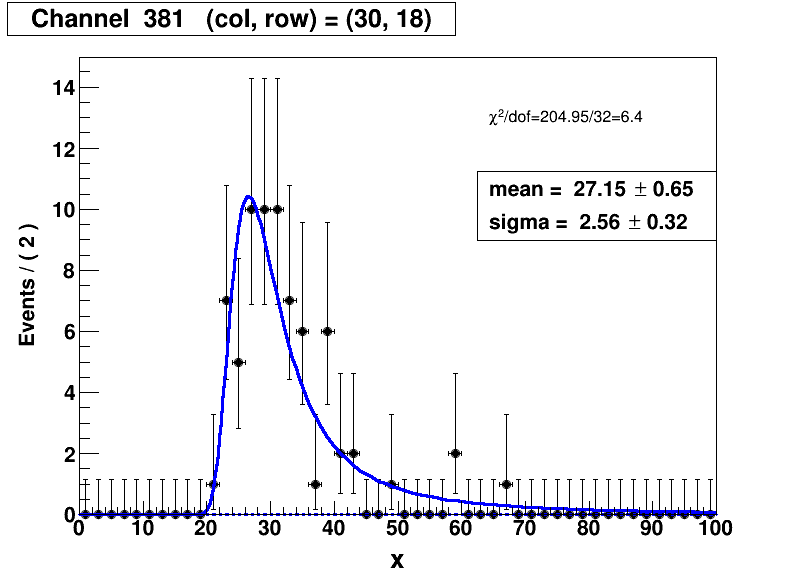 Channel 381 (col, row) = (30, 18)
χ²/dof=204.95/32=6.4
mean = 27.15 ± 0.65
sigma = 2.56 ± 0.32
Events / ( 2 )
14
12
10
8
6
4
2
0
0 10 20 30 40 50 60 70 80 90 100
x